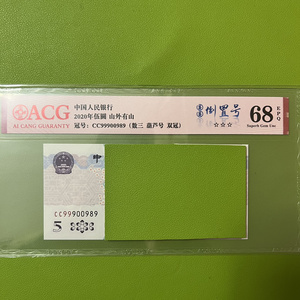 ACG
AI CANG GUARANTY
中国人民银行
2020年伍圆 山外有山
冠号：CC99900989（数三 葫芦号 双冠）
倒置号
☆☆☆
68
EPQ
Superb Gem Unc
中
CC99900989
5